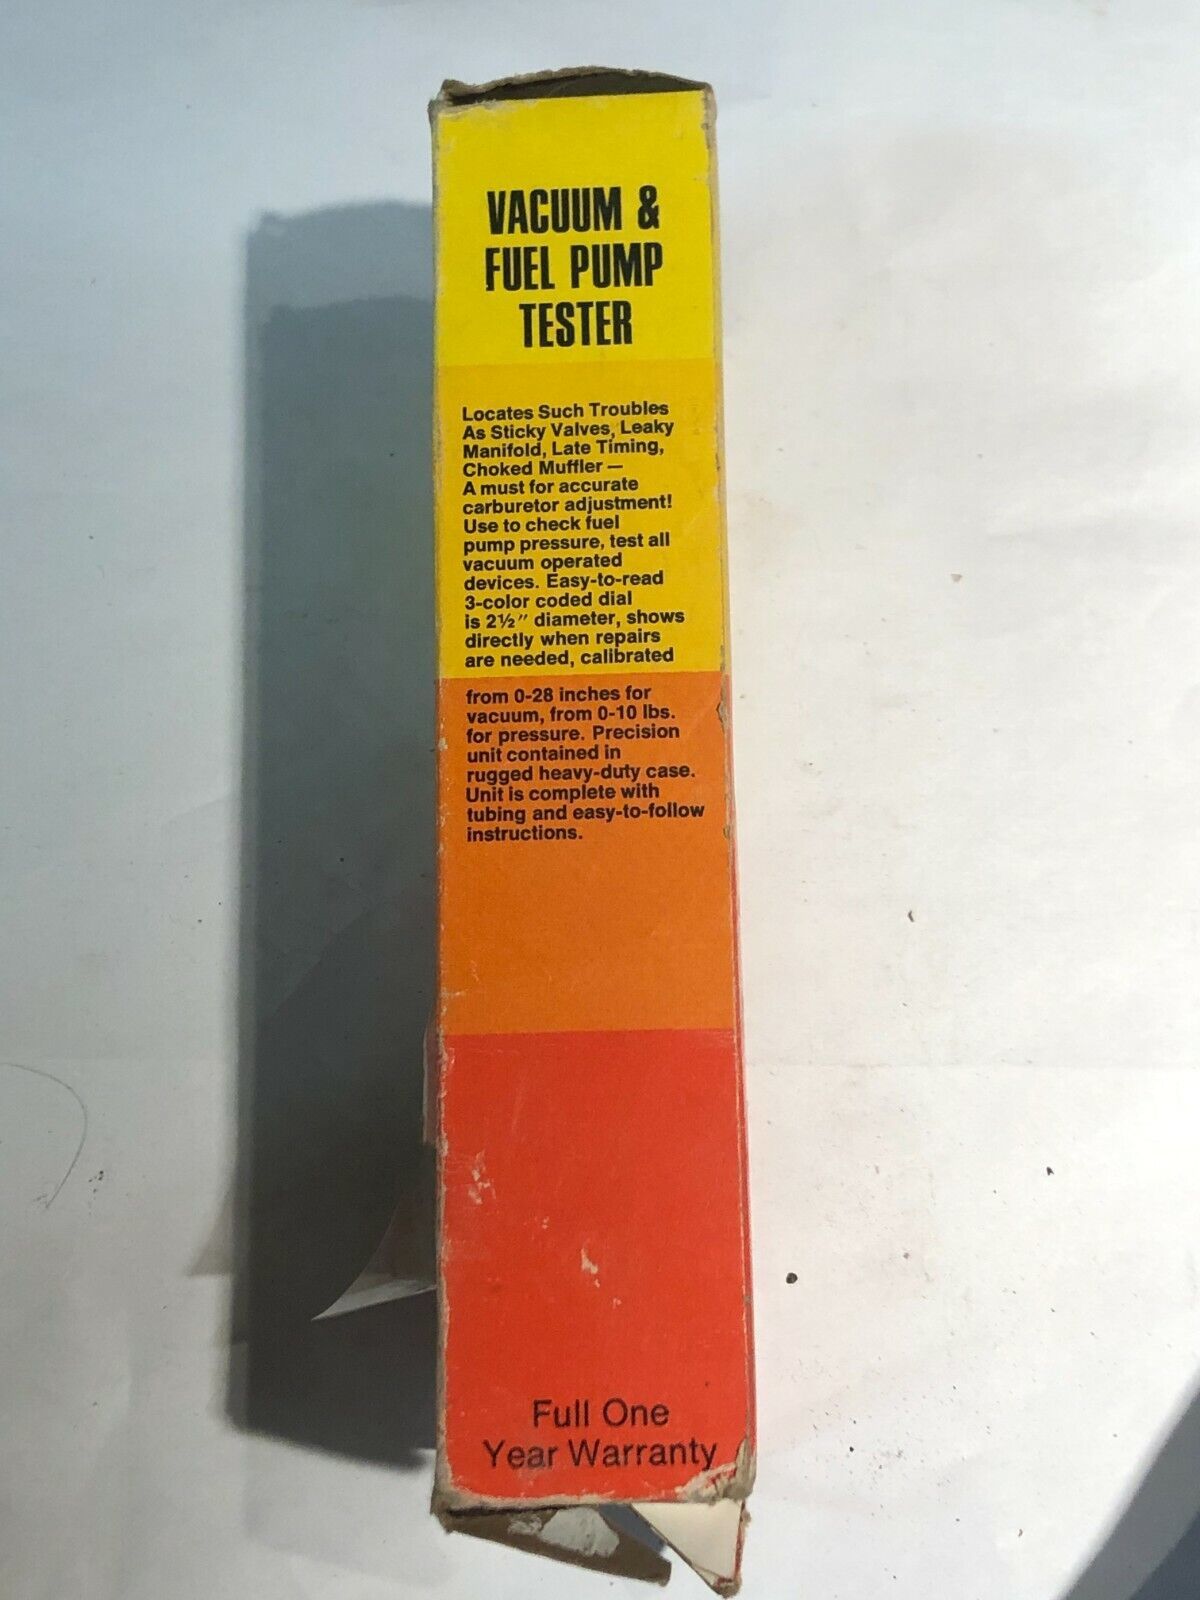 VACUUM &
FUEL PUMP
TESTER
Locates Such Troubles
As Sticky Valves, Leaky
Manifold, Late Timing,
Choked Muffler —
A must for accurate
carburetor adjustment!
Use to check fuel
pump pressure, test all
vacuum operated
devices. Easy-to-read
3-color coded dial
is 2½" diameter, shows
directly when repairs
are needed, calibrated
from 0-28 inches for
vacuum, from 0-10 lbs.
for pressure. Precision
unit contained in
rugged heavy-duty case.
Unit is complete with
tubing and easy-to-follow
instructions.
Full One
Year Warranty